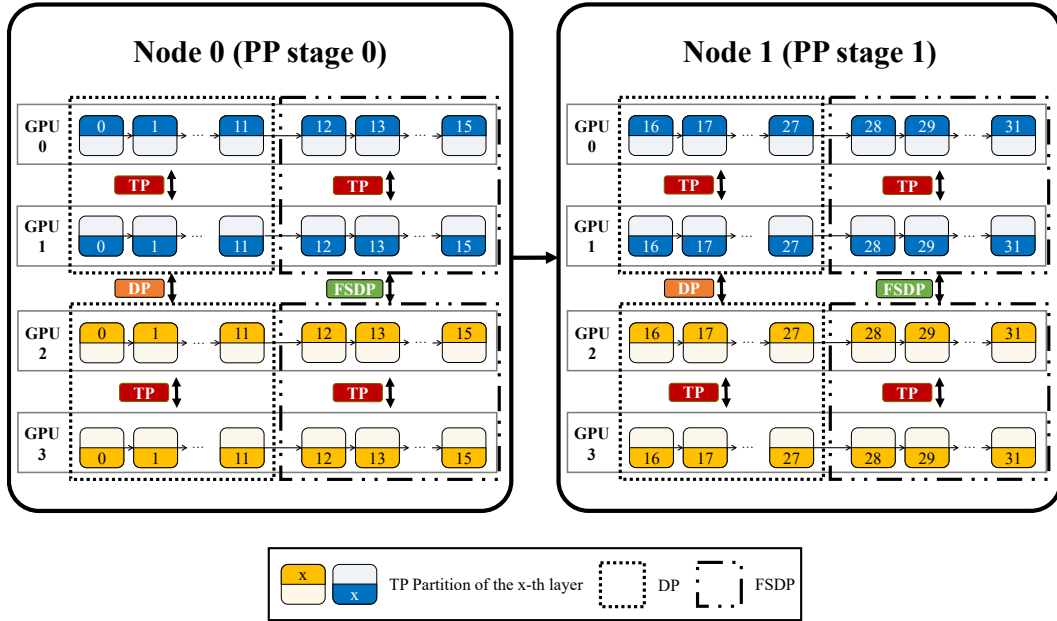 Node 0 (PP stage 0)
GPU 0
0 1 ... 11 12 13 ... 15
TP TP
GPU 1
0 1 ... 11 12 13 ... 15
DP FSDP
GPU 2
0 1 ... 11 12 13 ... 15
TP TP
GPU 3
0 1 ... 11 12 13 ... 15
Node 1 (PP stage 1)
GPU 0
16 17 ... 27 28 29 ... 31
TP TP
GPU 1
16 17 ... 27 28 29 ... 31
DP FSDP
GPU 2
16 17 ... 27 28 29 ... 31
TP TP
GPU 3
16 17 ... 27 28 29 ... 31
x x TP Partition of the x-th layer DP FSDP